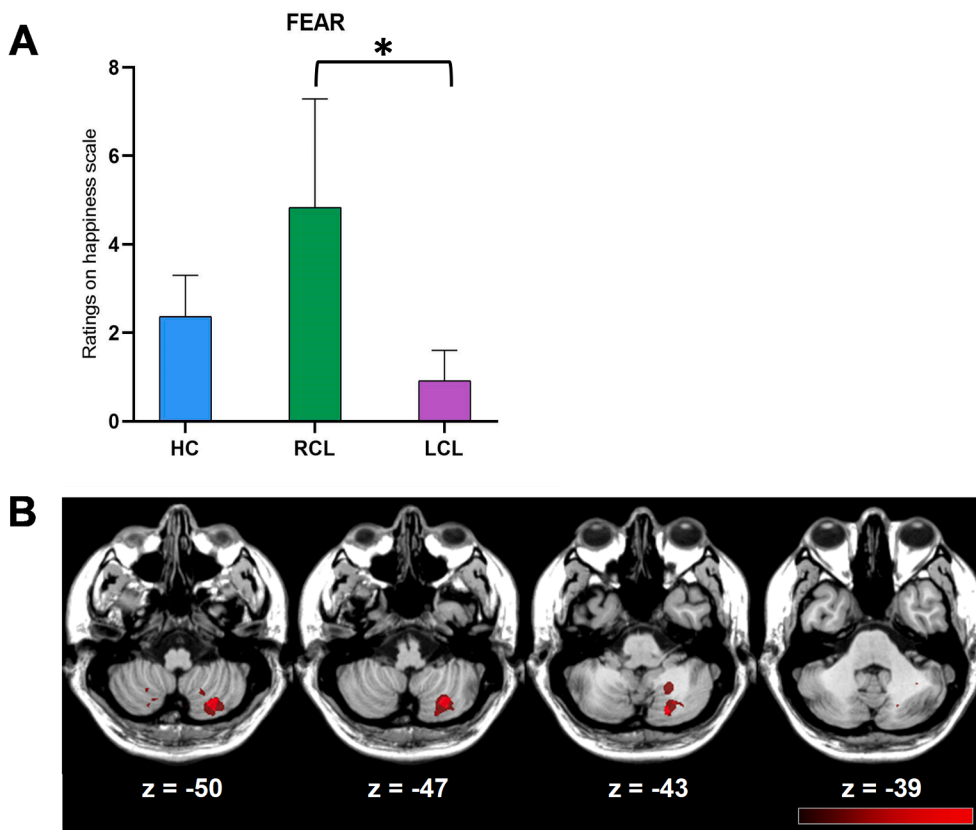 A
FEAR
*
Ratings on happiness scale
8
6
4
2
0
HC RCL LCL
B
z = -50 z = -47 z = -43 z = -39